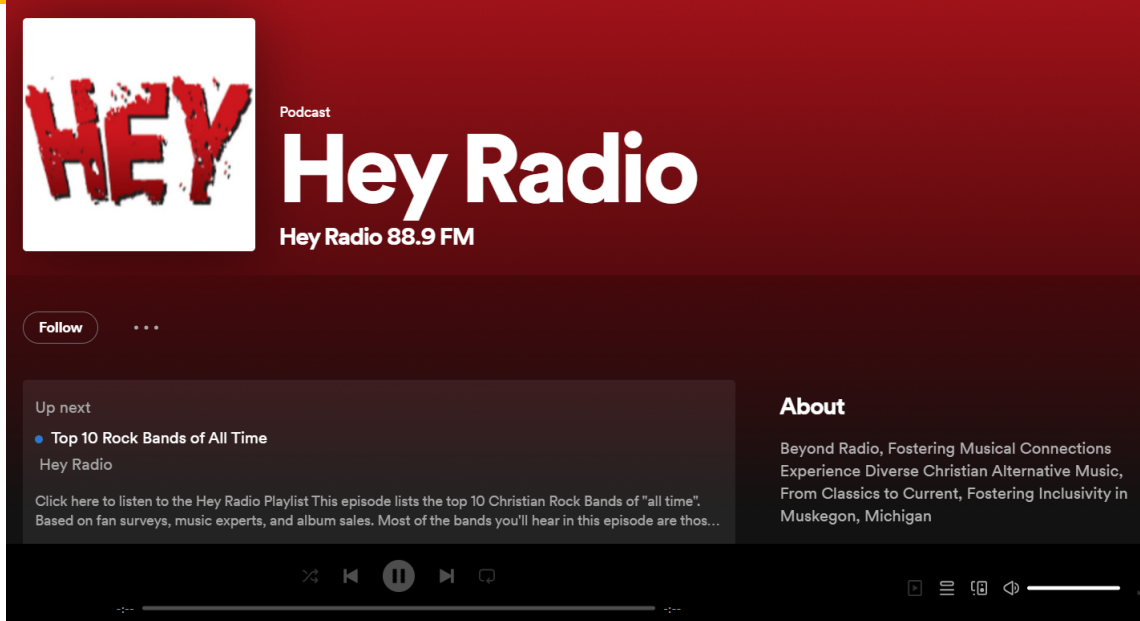 HEY
Podcast
Hey Radio
Hey Radio 88.9 FM
Follow
Up next
Top 10 Rock Bands of All Time
Hey Radio
Click here to listen to the Hey Radio Playlist This episode lists the top 10 Christian Rock Bands of "all time".
Based on fan surveys, music experts, and album sales. Most of the bands you'll hear in this episode are thos...
About
Beyond Radio, Fostering Musical Connections
Experience Diverse Christian Alternative Music,
From Classics to Current, Fostering Inclusivity in
Muskegon, Michigan
-:--
-:--